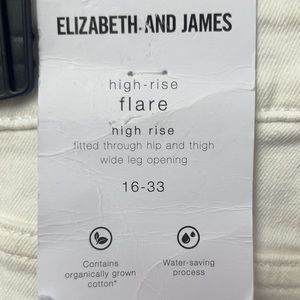 ELIZABETH AND JAMES
high-rise
flare
high rise
fitted through hip and thigh
wide leg opening
16-33
Contains
organically grown
cotton*
Water-saving
process